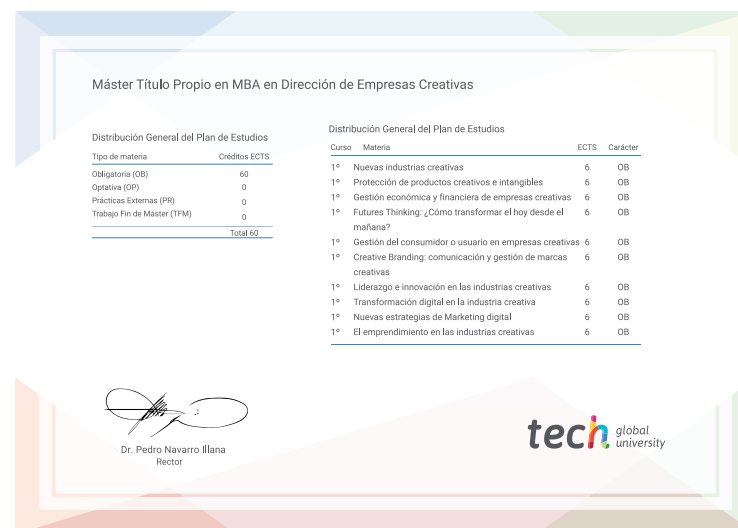 Máster Título Propio en MBA en Dirección de Empresas Creativas
Distribución General del Plan de Estudios
Tipo de materia Créditos ECTS
Obligatoria (OB) 60
Optativa (OP) 0
Prácticas Externas (PR) 0
Trabajo Fin de Máster (TFM) 0
Total 60
Distribución General del Plan de Estudios
Curso Materia ECTS Carácter
1º Nuevas industrias creativas 6 OB
1º Protección de productos creativos e intangibles 6 OB
1º Gestión económica y financiera de empresas creativas 6 OB
1º Futures Thinking: ¿Cómo transformar el hoy desde el 6 OB
mañana?
1º Gestión del consumidor o usuario en empresas creativas 6 OB
1º Creative Branding: comunicación y gestión de marcas 6 OB
creativas
1º Liderazgo e innovación en las industrias creativas 6 OB
1º Transformación digital en la industria creativa 6 OB
1º Nuevas estrategias de Marketing digital 6 OB
1º El emprendimiento en las industrias creativas 6 OB
Dr. Pedro Navarro Illana
Rector
tech global
university